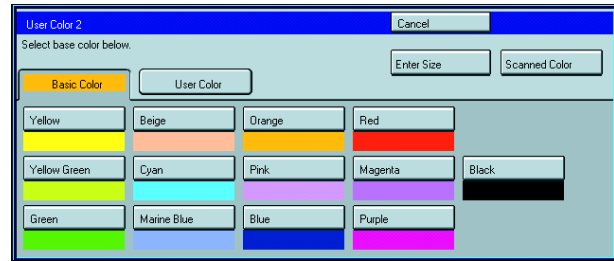 User Color 2 Cancel
Select base color below.
Enter Size Scanned Color
Basic Color User Color
Yellow Beige Orange Red
Yellow Green Cyan Pink Magenta Black
Green Marine Blue Blue Purple